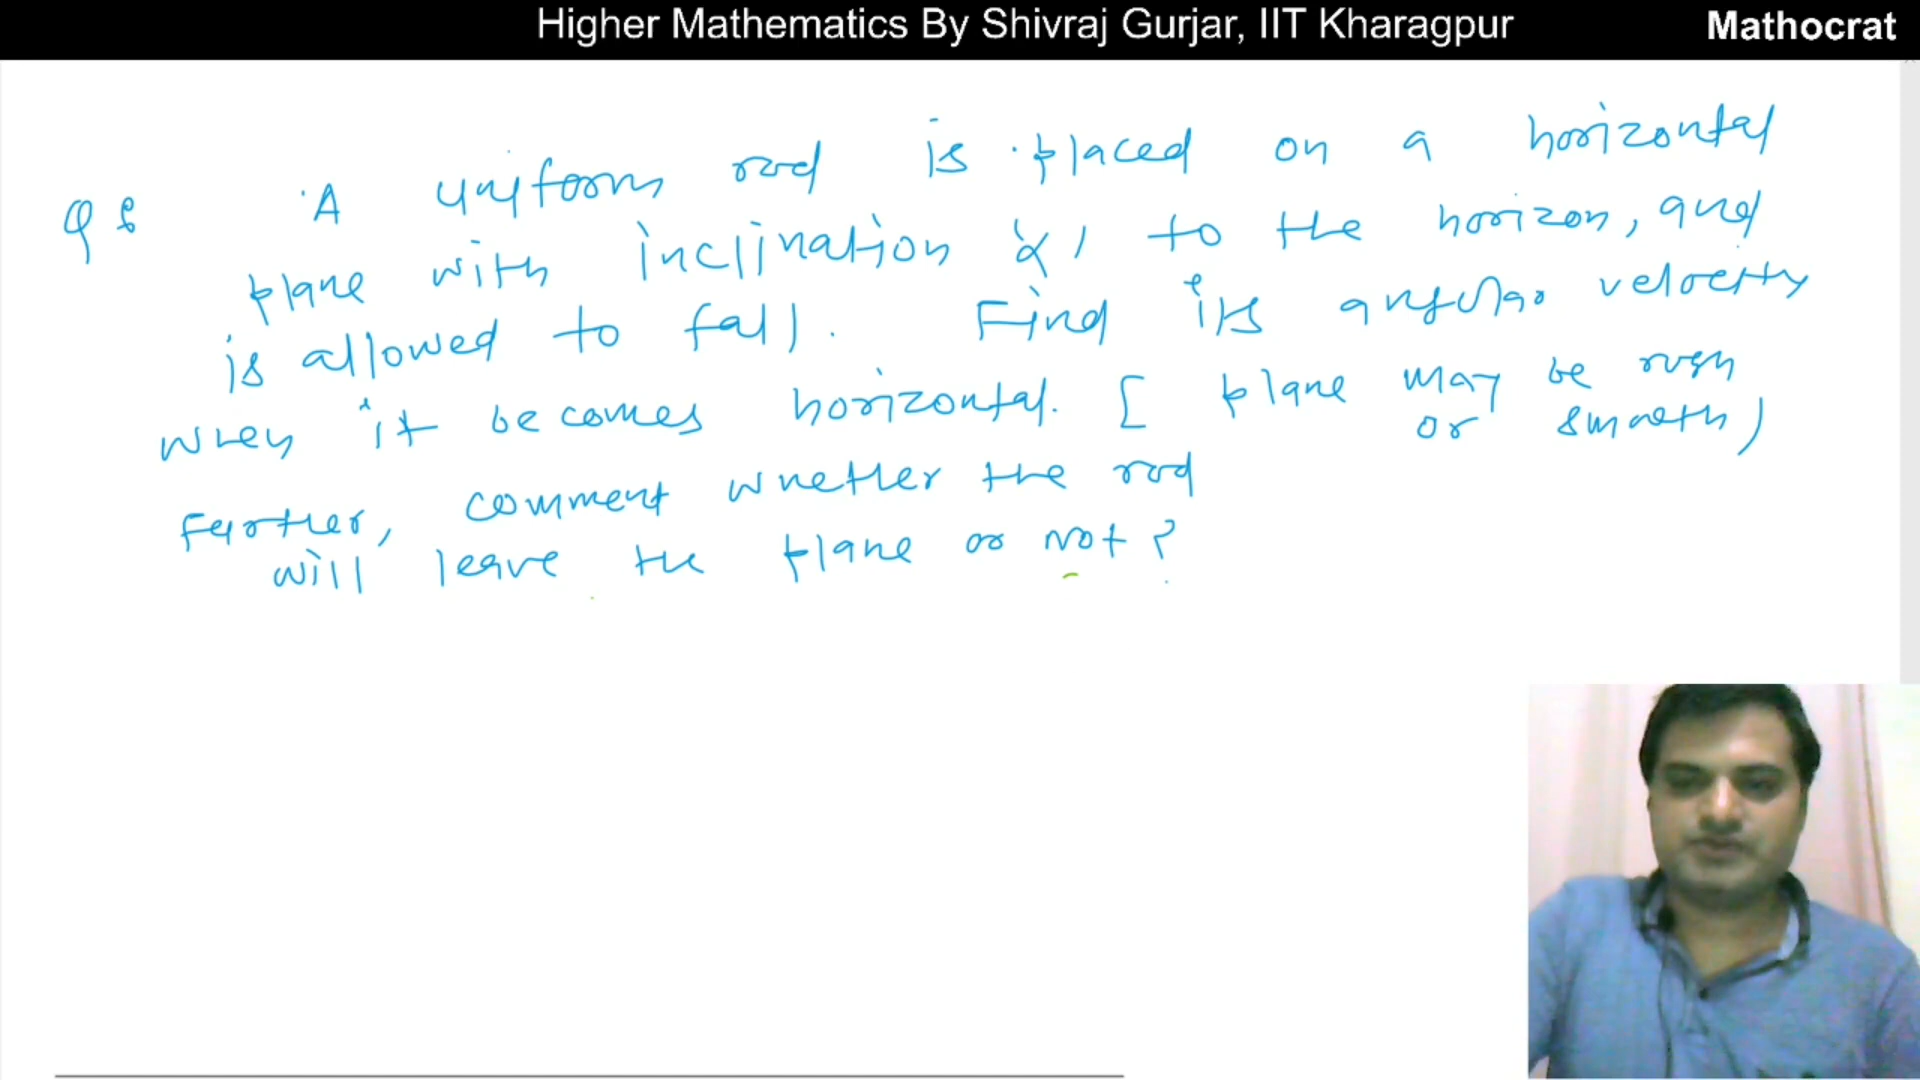 Higher Mathematics By Shivraj Gurjar, IIT Kharagpur
Mathocrat
Q 8 A uniform rod is placed on a horizontal
plane with inclination 'α' to the horizon, and
is allowed to fall. Find its angular velocity
when it becomes horizontal. [ plane may be rough
or smooth)
Further, comment whether the rod
will leave the plane or not?